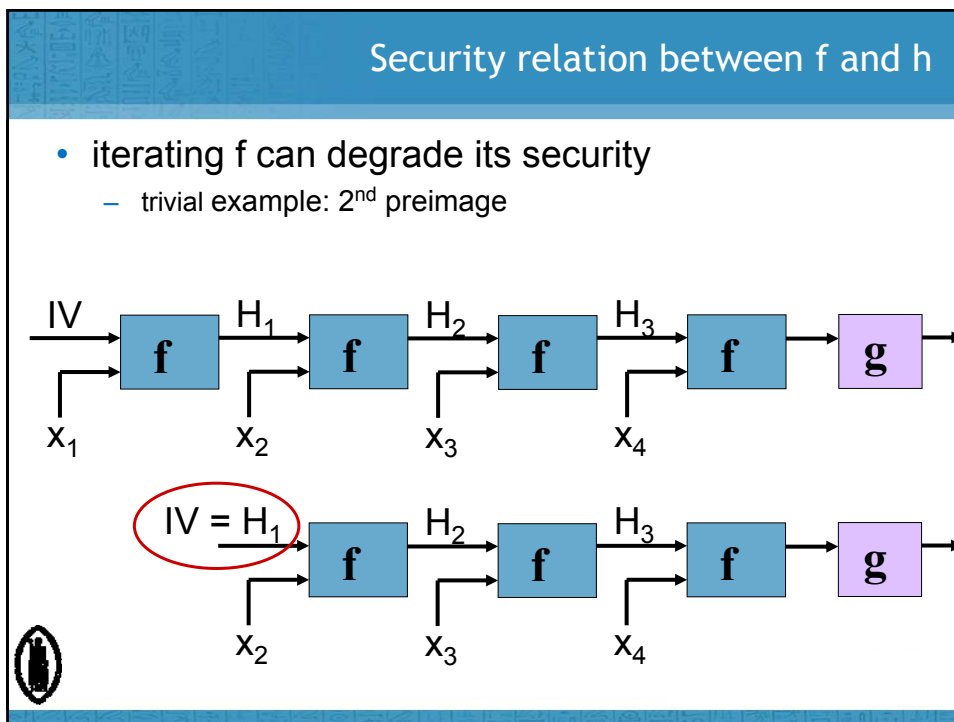 Security relation between f and h
• iterating f can degrade its security
– trivial example: 2nd preimage
IV H1 H2 H3
f f f f g
x1 x2 x3 x4
IV = H1 H2 H3
f f f g
x2 x3 x4